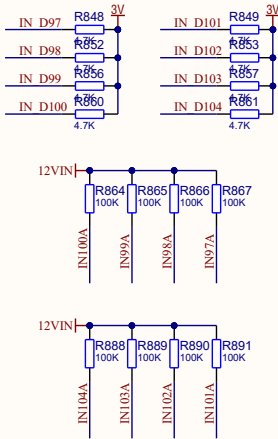 3V 3V
IN_D97 R848 4.7K IN_D101 R849 4.7K
IN_D98 R852 4.7K IN_D102 R853 4.7K
IN_D99 R856 4.7K IN_D103 R857 4.7K
IN_D100 R860 4.7K IN_D104 R861 4.7K
12VIN
R864 R865 R866 R867
100K 100K 100K 100K
IN100A IN99A IN98A IN97A
12VIN
R888 R889 R890 R891
100K 100K 100K 100K
IN104A IN103A IN102A IN101A